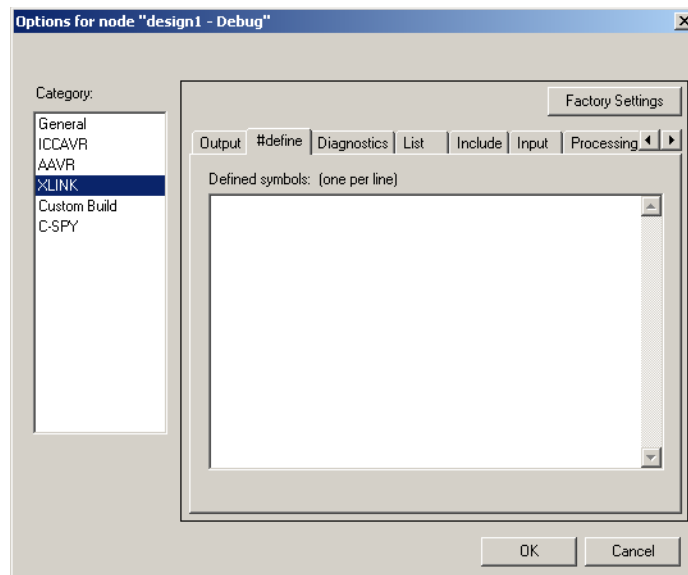 Options for node "design1 - Debug"
Category:
General
ICCAVR
AAVR
XLINK
Custom Build
C-SPY
Factory Settings
Output #define Diagnostics List Include Input Processing
Defined symbols: (one per line)
OK Cancel